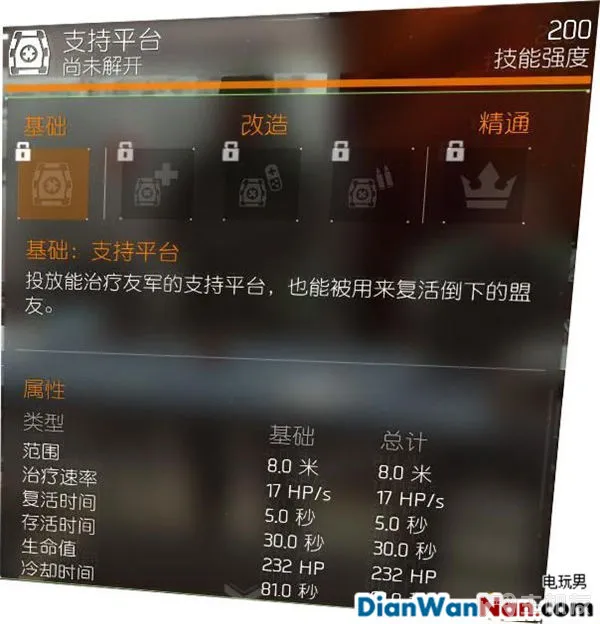 支持平台
尚未解开
200
技能强度
基础 改造 精通
基础：支持平台
投放能治疗友军的支持平台，也能被用来复活倒下的盟
友。
属性
类型 基础 总计
范围 8.0 米 8.0 米
治疗速率 17 HP/s 17 HP/s
复活时间 5.0 秒 5.0 秒
存活时间 30.0 秒 30.0 秒
生命值 232 HP 232 HP
冷却时间 81.0 秒
电玩男
DianWanNan.com